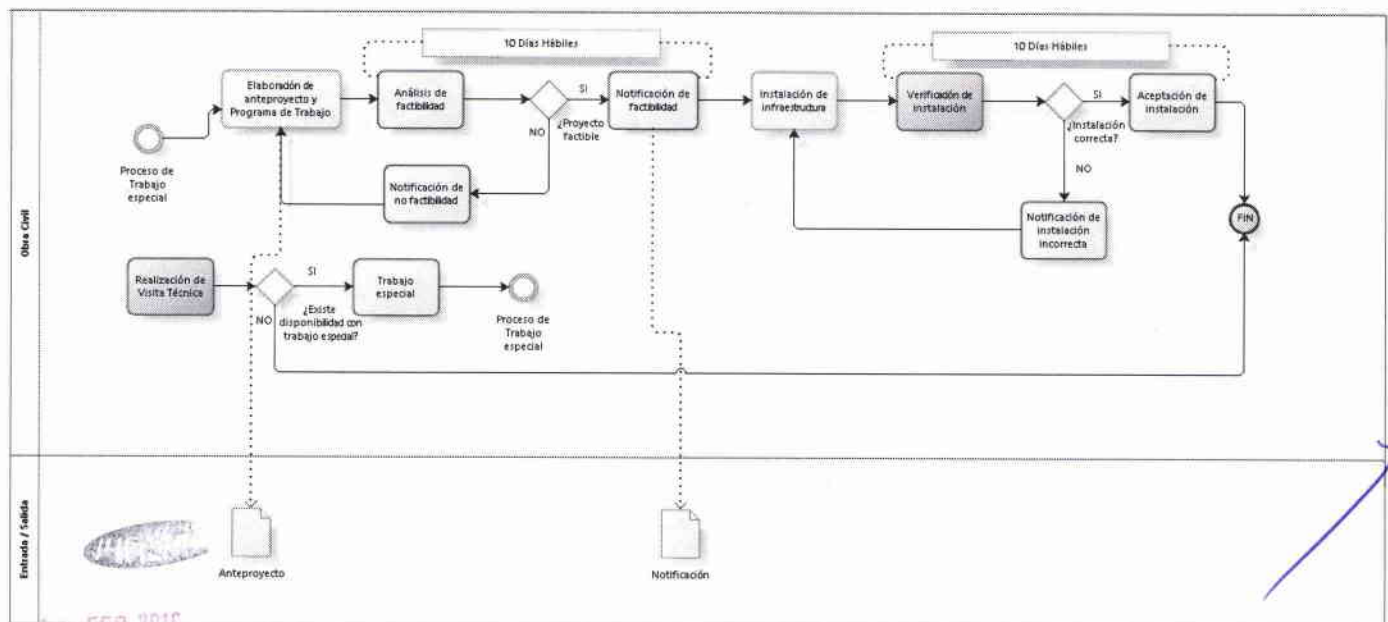 10 Días Hábiles
10 Días Hábiles
Elaboración de
anteproyecto y
Programa de Trabajo
Análisis de
factibilidad
SI
¿Proyecto
factible
NO
Notificación de
factibilidad
Instalación de
infraestructura
Verificación de
instalación
SI
¿Instalación
correcta?
NO
Aceptación de
instalación
Proceso de
Trabajo
especial
Notificación de
no factibilidad
Notificación de
instalación
incorrecta
FIN
Obra Civil
Realización de
Visita Técnica
SI
NO
¿Existe
disponibilidad con
trabajo especial?
Trabajo
especial
Proceso de
Trabajo
especial
Entrada / Salida
Anteproyecto
Notificación